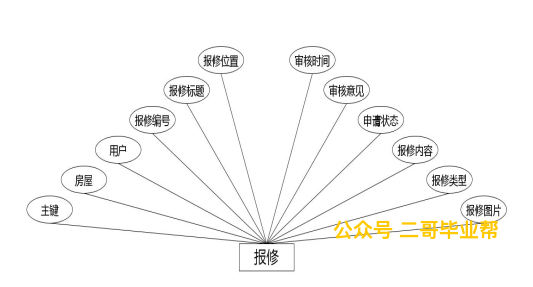 报修位置
审核时间
报修标题
审核意见
报修编号
申请状态
用户
报修内容
房屋
报修类型
主键
报修图片
公众号 二哥毕业帮
报修